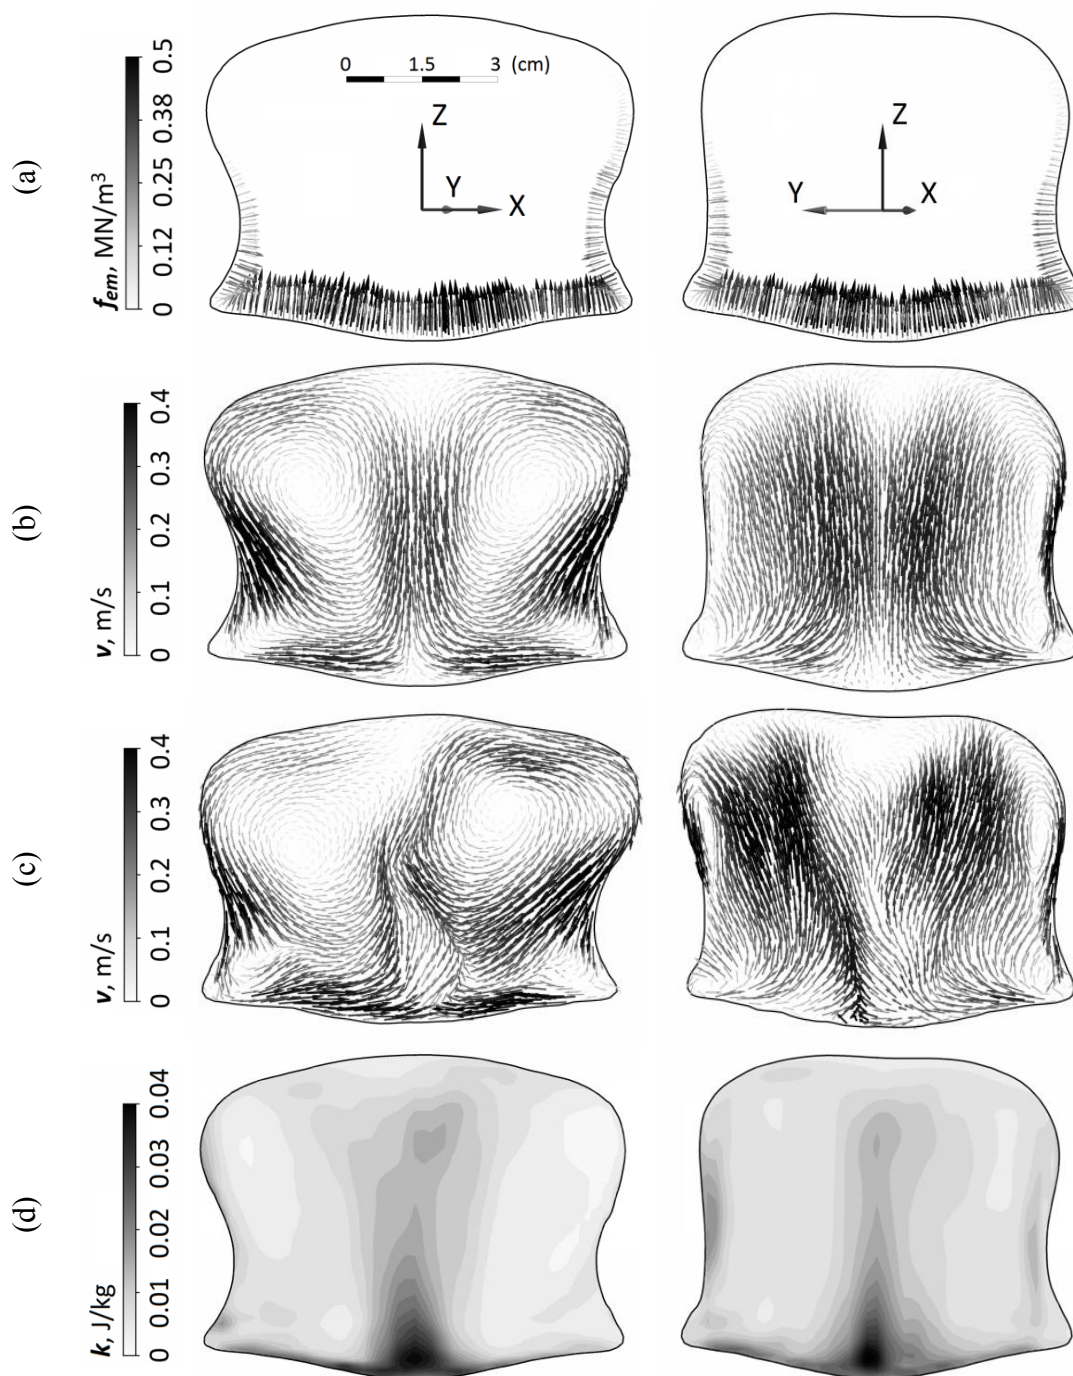 (a)
f_em, MN/m³
0.5
0.38
0.25
0.12
0
0 1.5 3 (cm)
Z
Y
X
Z
Y
X
(b)
v, m/s
0.4
0.3
0.2
0.1
0
(c)
v, m/s
0.4
0.3
0.2
0.1
0
(d)
k, J/kg
0.04
0.03
0.02
0.01
0